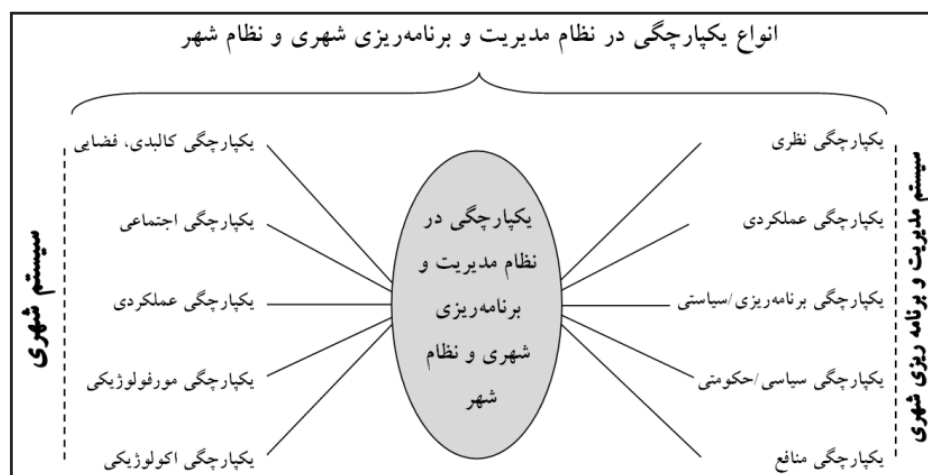 انواع یکپارچگی در نظام مدیریت و برنامه‌ریزی شهری و نظام شهر
سیستم مدیریت و برنامه ریزی شهری
یکپارچگی نظری
یکپارچگی عملکردی
یکپارچگی برنامه‌ریزی/سیاستی
یکپارچگی سیاسی/حکومتی
یکپارچگی منافع
یکپارچگی در
نظام مدیریت و
برنامه‌ریزی
شهری و نظام
شهر
یکپارچگی کالبدی، فضایی
یکپارچگی اجتماعی
یکپارچگی عملکردی
یکپارچگی مورفولوژیکی
یکپارچگی اکولوژیکی
سیستم شهری